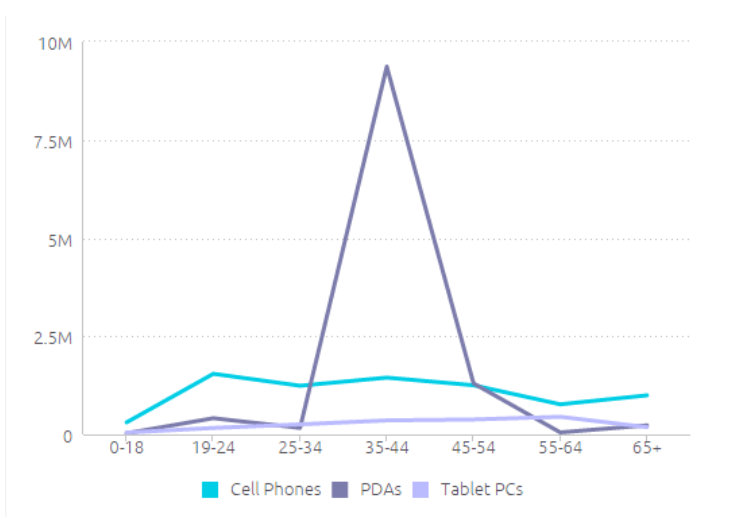 10M
7.5M
5M
2.5M
0
0-18 19-24 25-34 35-44 45-54 55-64 65+
Cell Phones PDAs Tablet PCs